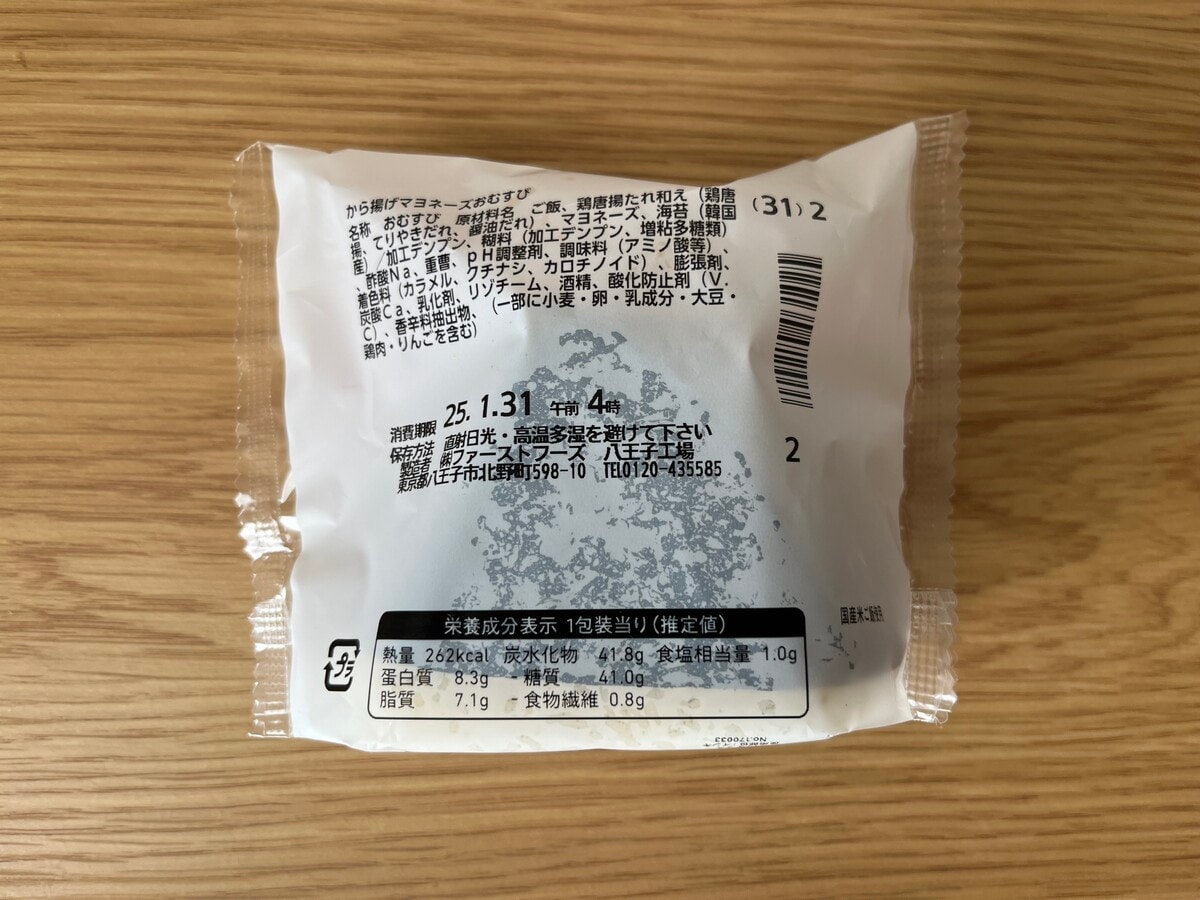 から揚げマヨネーズおむすび
名称 おむすび 原材料名 ご飯、鶏唐揚たれ和え(鶏唐
揚、てりやきだれ、醤油だれ)、マヨネーズ、海苔(韓国
産)/加工デンプン、糊料(加工デンプン、増粘多糖類)
、酢酸Na、重曹、pH調整剤、調味料(アミノ酸等)、
着色料(カラメル、クチナシ、カロチノイド)、膨張剤、
炭酸Ca、乳化剤、リゾチーム、酒精、酸化防止剤(V.
C)、香辛料抽出物、(一部に小麦・卵・乳成分・大豆・
鶏肉・りんごを含む)
(31)2
2
消費期限 25.1.31 午前 4時
保存方法 直射日光・高温多湿を避けて下さい
製造者 ㈱ファーストフーズ 八王子工場
東京都八王子市北野町598-10 TEL0120-435585
国産米ご飯使用
プラ
栄養成分表示 1包装当り(推定値)
熱量 262kcal 炭水化物 41.8g 食塩相当量 1.0g
蛋白質 8.3g -糖質 41.0g
脂質 7.1g -食物繊維 0.8g
No.170033